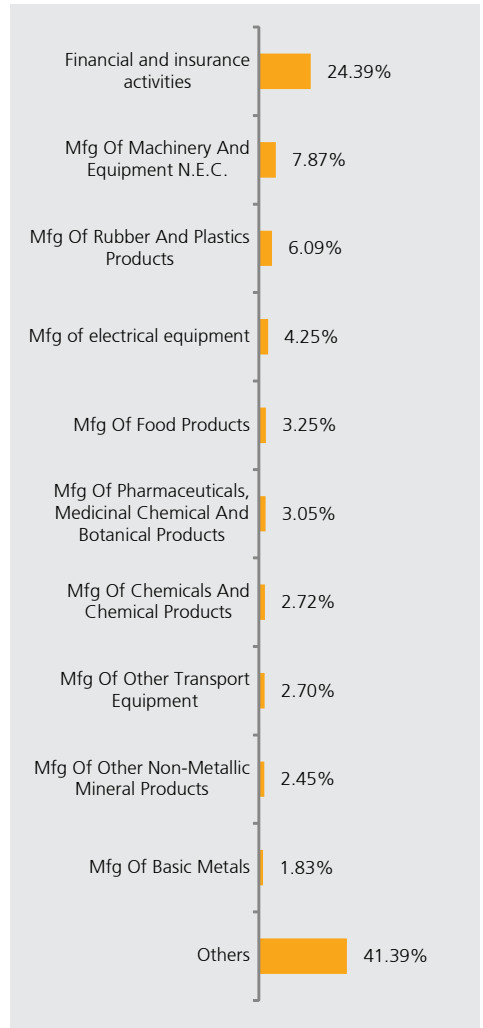 Financial and insurance
activities
24.39%
Mfg Of Machinery And
Equipment N.E.C.
7.87%
Mfg Of Rubber And Plastics
Products
6.09%
Mfg of electrical equipment
4.25%
Mfg Of Food Products
3.25%
Mfg Of Pharmaceuticals,
Medicinal Chemical And
Botanical Products
3.05%
Mfg Of Chemicals And
Chemical Products
2.72%
Mfg Of Other Transport
Equipment
2.70%
Mfg Of Other Non-Metallic
Mineral Products
2.45%
Mfg Of Basic Metals
1.83%
Others
41.39%